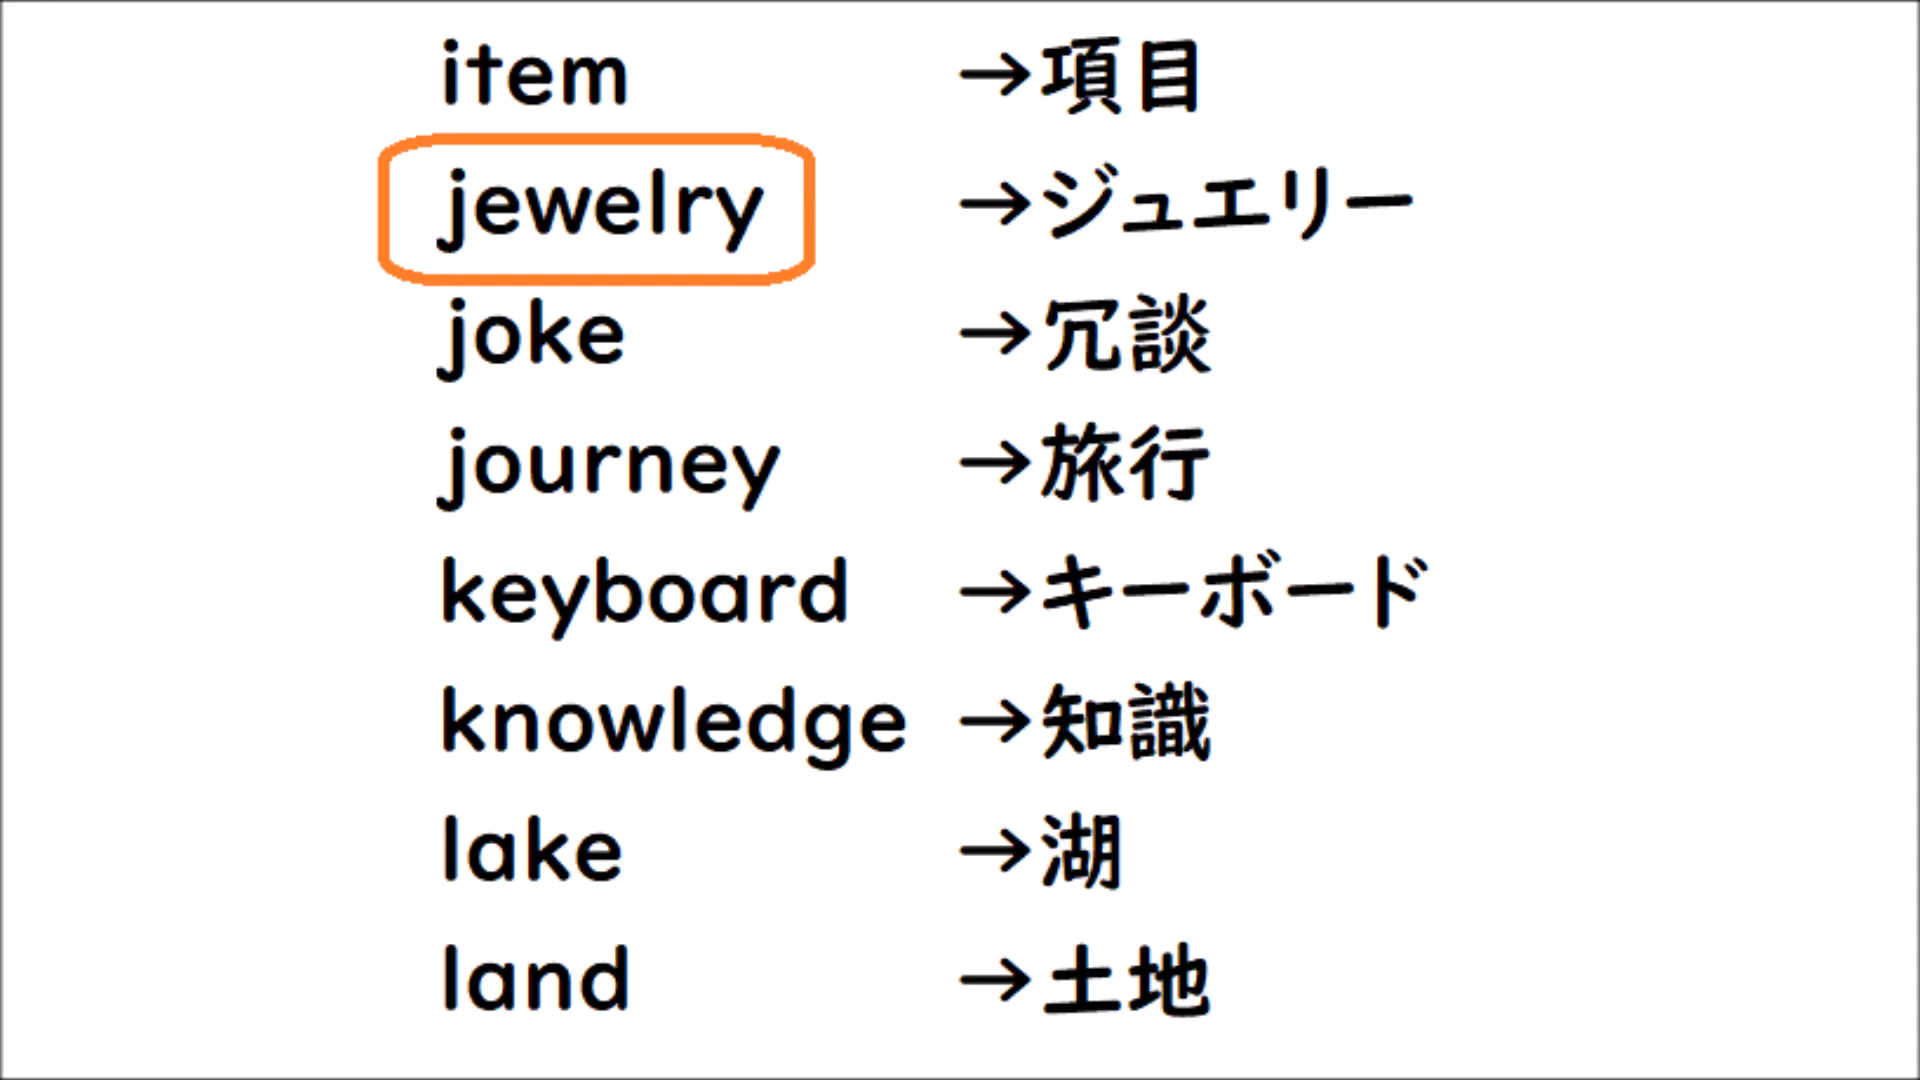 item →項目
jewelry →ジュエリー
joke →冗談
journey →旅行
keyboard →キーボード
knowledge →知識
lake →湖
land →土地